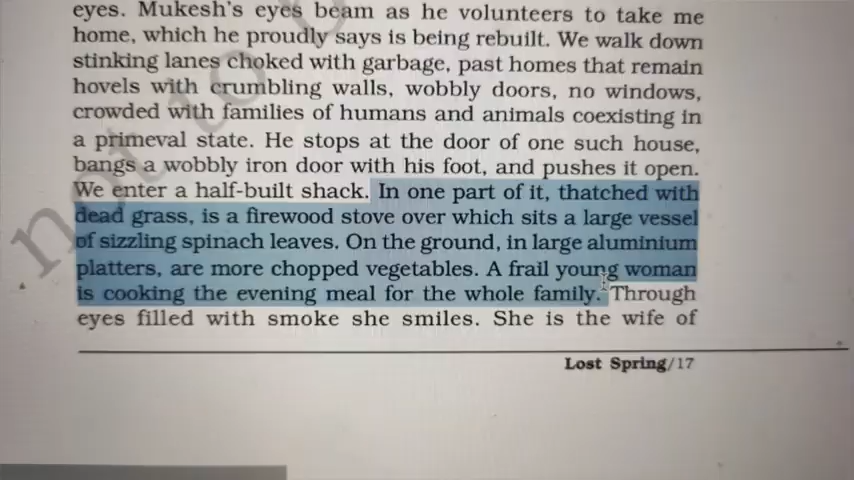 eyes. Mukesh's eyes beam as he volunteers to take me
home, which he proudly says is being rebuilt. We walk down
stinking lanes choked with garbage, past homes that remain
hovels with crumbling walls, wobbly doors, no windows,
crowded with families of humans and animals coexisting in
a primeval state. He stops at the door of one such house,
bangs a wobbly iron door with his foot, and pushes it open.
We enter a half-built shack. In one part of it, thatched with
dead grass, is a firewood stove over which sits a large vessel
of sizzling spinach leaves. On the ground, in large aluminium
platters, are more chopped vegetables. A frail young woman
is cooking the evening meal for the whole family. Through
eyes filled with smoke she smiles. She is the wife of
Lost Spring/17
not to b